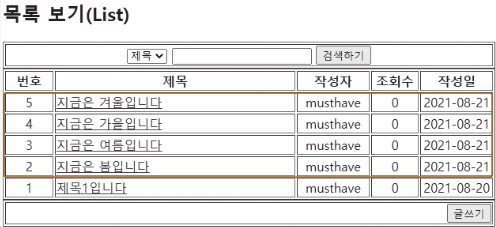 목록 보기(List)
제목 검색하기
번호 제목 작성자 조회수 작성일
5 지금은 겨울입니다 musthave 0 2021-08-21
4 지금은 가을입니다 musthave 0 2021-08-21
3 지금은 여름입니다 musthave 0 2021-08-21
2 지금은 봄입니다 musthave 0 2021-08-21
1 제목1입니다 musthave 0 2021-08-20
글쓰기